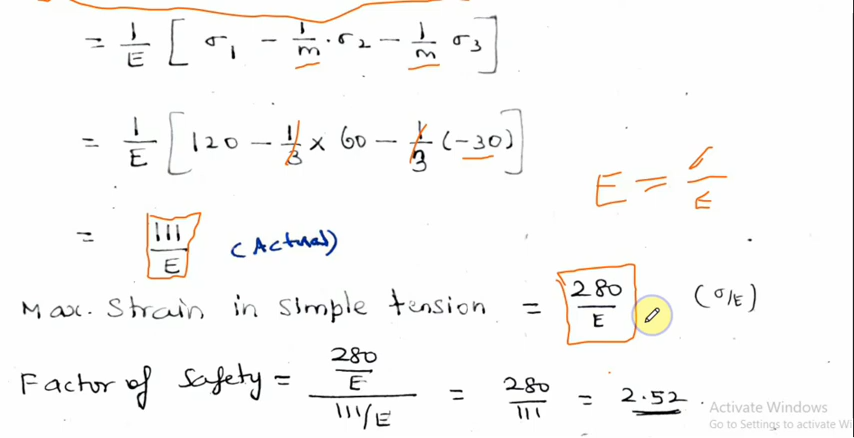 = 1/E [ σ1 - 1/m . σ2 - 1/m σ3 ]
= 1/E [ 120 - 1/3 x 60 - 1/3 (-30) ]
E = σ/ε
= 111/E (Actual)
Max. Strain in simple tension = 280/E (σ/E)
Factor of safety = 280/E / 111/E = 280/111 = 2.52
Activate Windows
Go to Settings to activate Wi